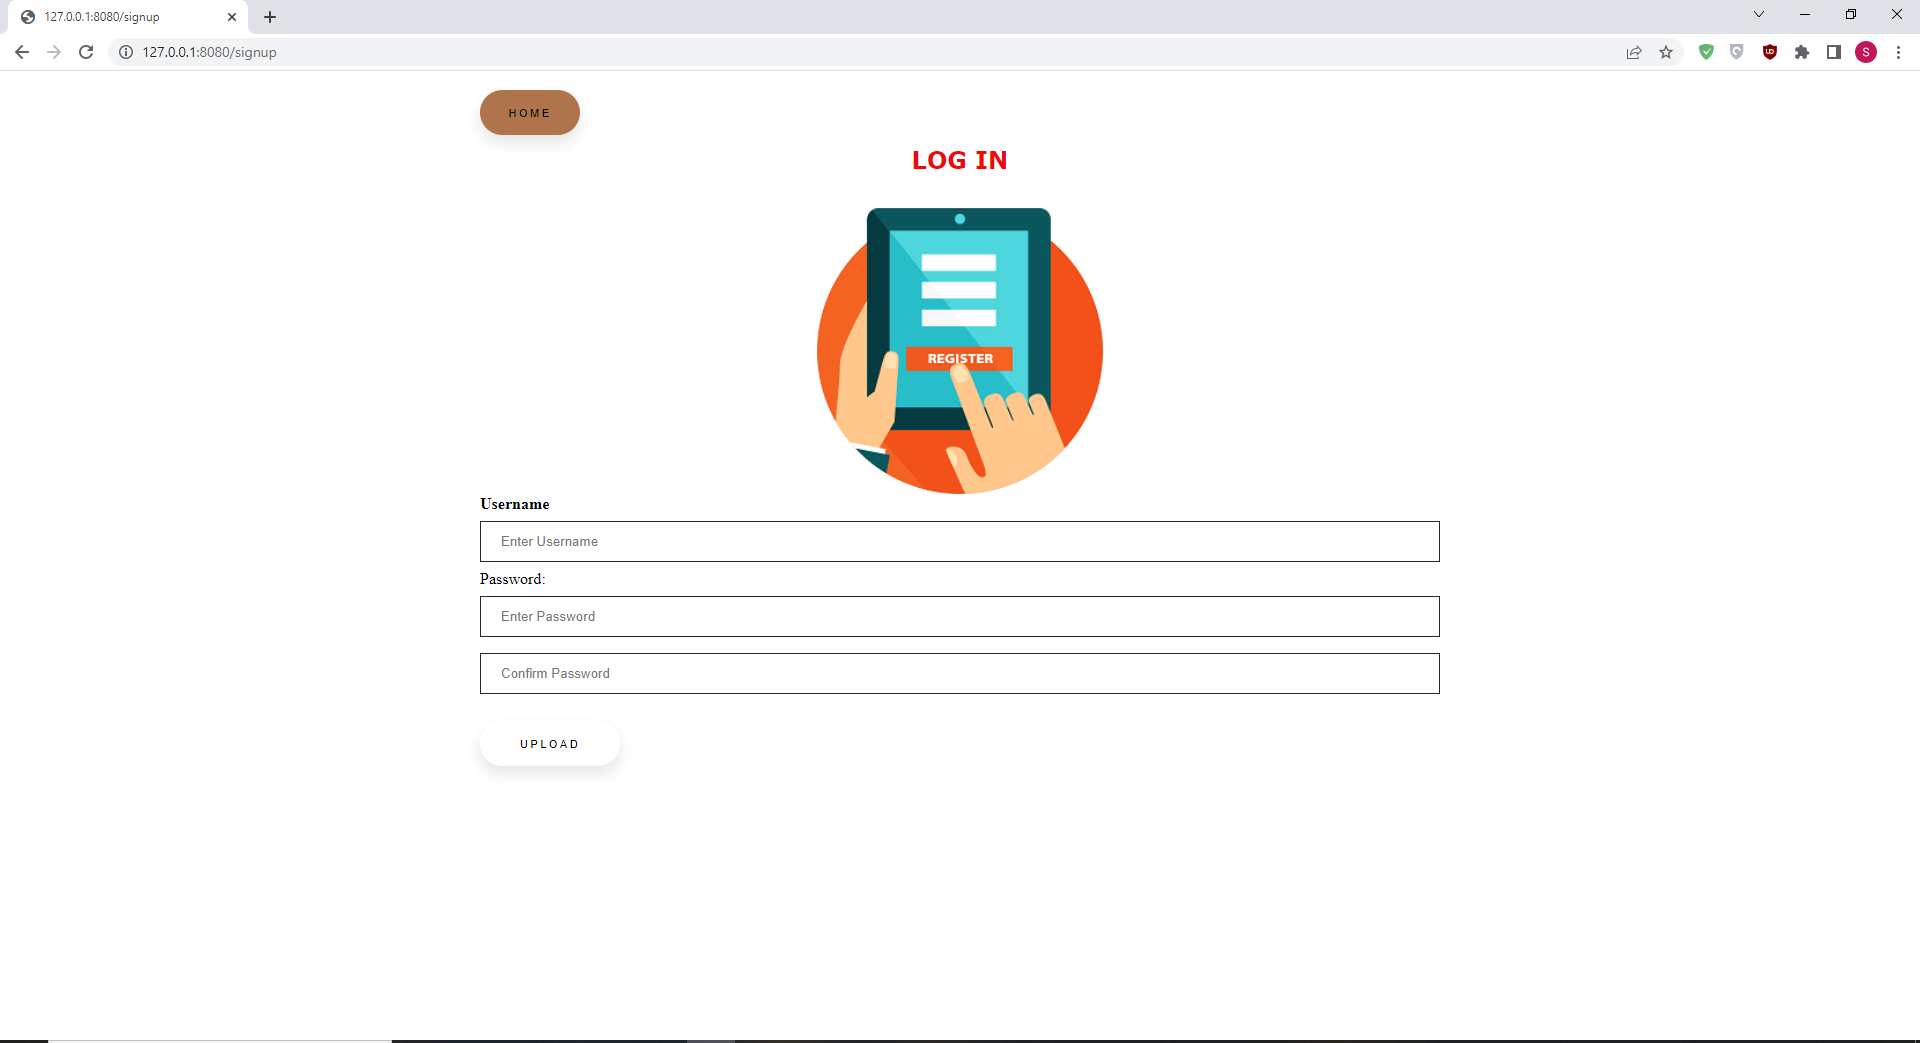 127.0.0.1:8080/signup
127.0.0.1:8080/signup
S
HOME
LOG IN
REGISTER
Username
Enter Username
Password:
Enter Password
Confirm Password
UPLOAD